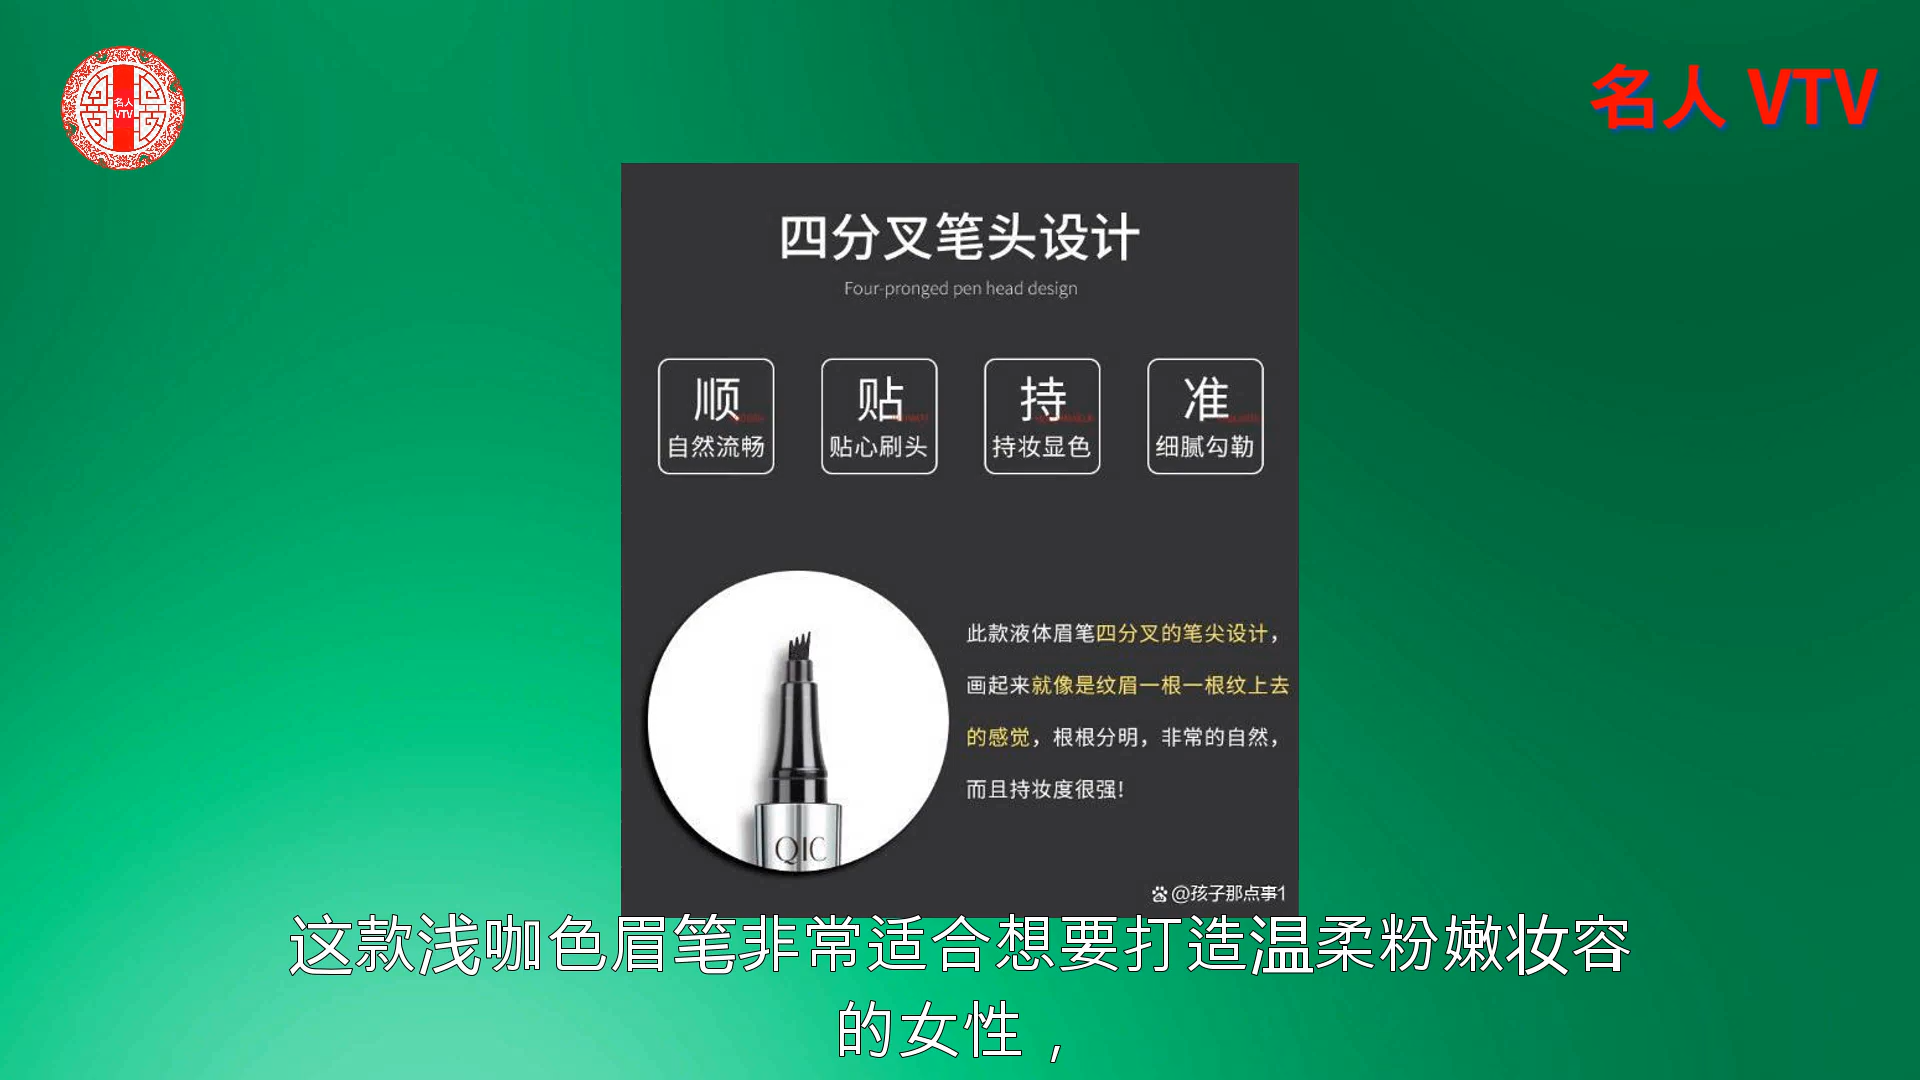 名人
VTV
名人 VTV
四分叉笔头设计
Four-pronged pen head design
顺
自然流畅
贴
贴心刷头
持
持妆显色
准
细腻勾勒
此款液体眉笔四分叉的笔尖设计，
画起来就像是纹眉一根一根纹上去
的感觉，根根分明，非常的自然，
而且持妆度很强!
QIC
@孩子那点事1
这款浅咖色眉笔非常适合想要打造温柔粉嫩妆容
的女性，